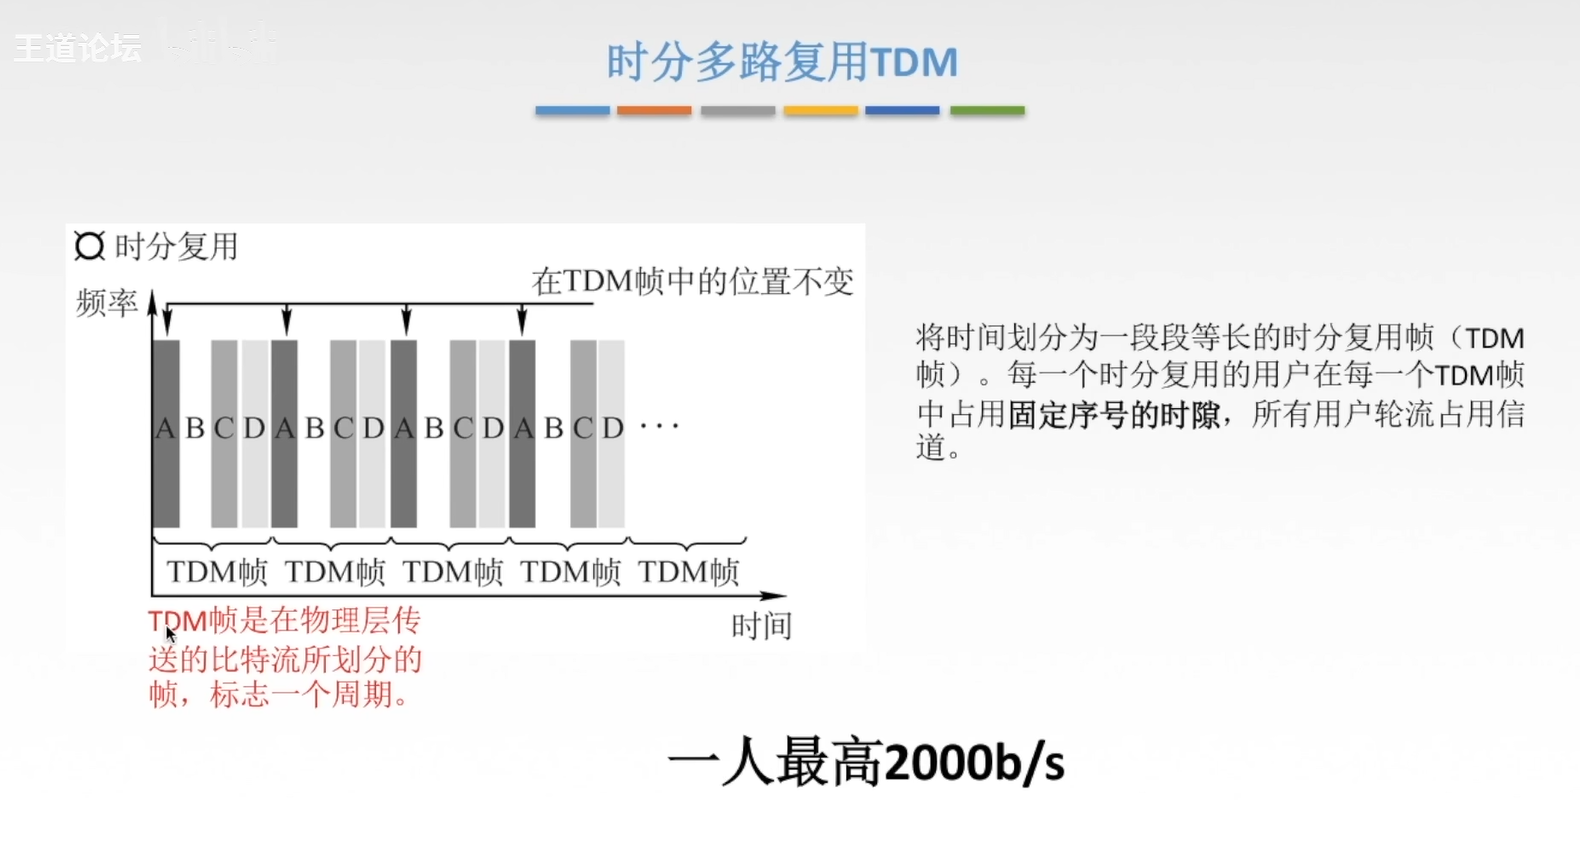 王道论坛
时分多路复用TDM
时分复用
在TDM帧中的位置不变
频率
A B C D A B C D A B C D A B C D ···
TDM帧 TDM帧 TDM帧 TDM帧 TDM帧
时间
TDM帧是在物理层传
送的比特流所划分的
帧，标志一个周期。
将时间划分为一段段等长的时分复用帧（TDM
帧）。每一个时分复用的用户在每一个TDM帧
中占用固定序号的时隙，所有用户轮流占用信
道。
一人最高2000b/s